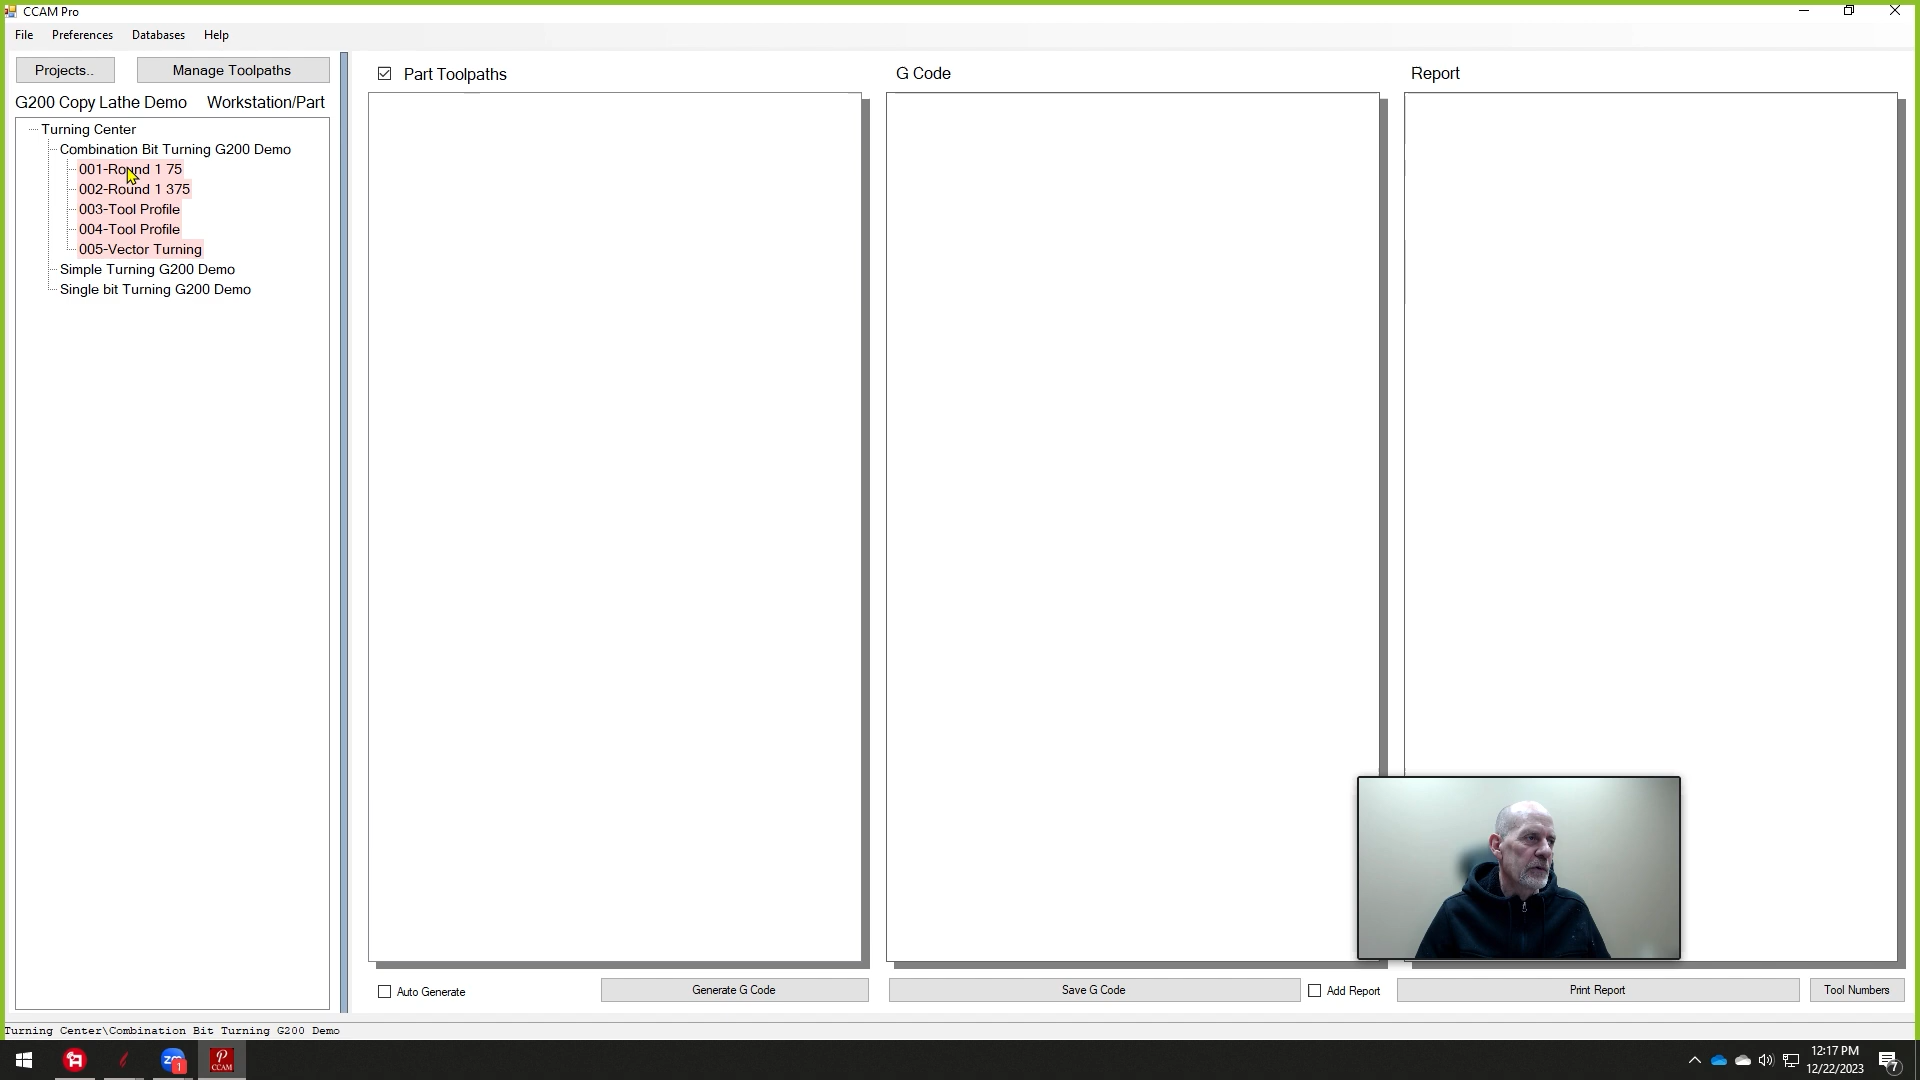 CCAM Pro
File Preferences Databases Help
Projects.. Manage Toolpaths
G200 Copy Lathe Demo Workstation/Part
Turning Center
Combination Bit Turning G200 Demo
001-Round 1 75
002-Round 1 375
003-Tool Profile
004-Tool Profile
005-Vector Turning
Simple Turning G200 Demo
Single bit Turning G200 Demo
Part Toolpaths
G Code
Report
Auto Generate
Generate G Code
Save G Code
Add Report
Print Report
Tool Numbers
Turning Center\Combination Bit Turning G200 Demo
zm
1
P
CCAM
12:17 PM
12/22/2023
7